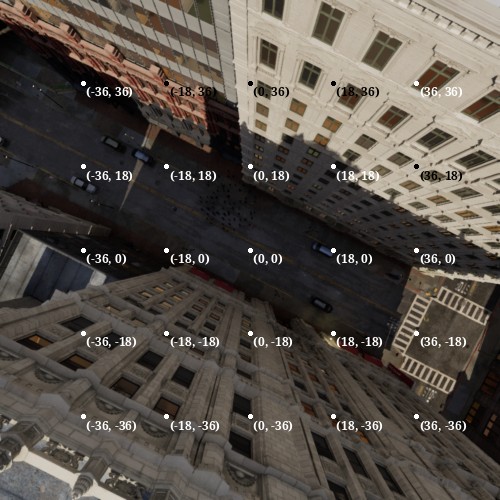 (-36, 36) (-18, 36) (0, 36) (18, 36) (36, 36)
(-36, 18) (-18, 18) (0, 18) (18, 18) (36, 18)
(-36, 0) (-18, 0) (0, 0) (18, 0) (36, 0)
(-36, -18) (-18, -18) (0, -18) (18, -18) (36, -18)
(-36, -36) (-18, -36) (0, -36) (18, -36) (36, -36)